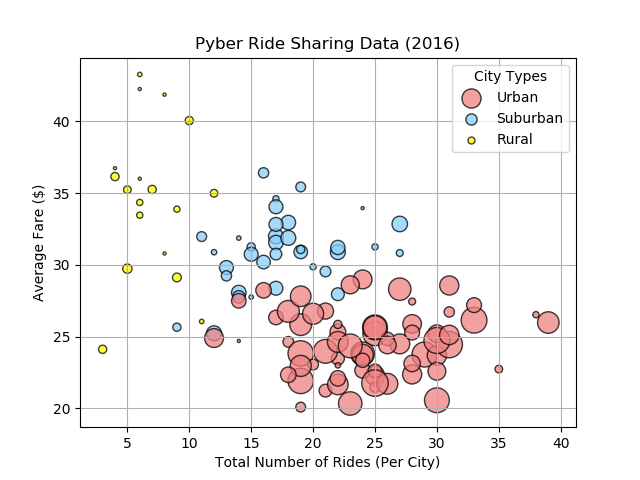 Pyber Ride Sharing Data (2016)
City Types
Urban
Suburban
Rural
40
35
30
25
20
Average Fare ($)
5 10 15 20 25 30 35 40
Total Number of Rides (Per City)